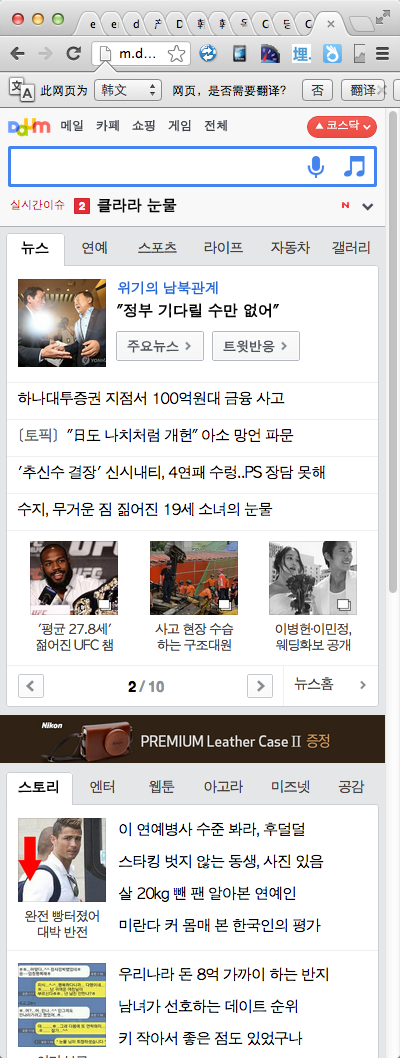 m.d...
此网页为 韩文 网页，是否需要翻译? 否 翻译
Daum 메일 카페 쇼핑 게임 전체 코스닥
실시간이슈 2 클라라 눈물 N
뉴스 연예 스포츠 라이프 자동차 갤러리
위기의 남북관계
"정부 기다릴 수만 없어"
주요뉴스 트윗반응
하나대투증권 지점서 100억원대 금융 사고
[토픽] "日도 나치처럼 개헌" 아소 망언 파문
'추신수 결장' 신시내티, 4연패 수렁..PS 장담 못해
수지, 무거운 짐 짊어진 19세 소녀의 눈물
'평균 27.8세'
젊어진 UFC 챔
사고 현장 수습
하는 구조대원
이병헌·이민정,
웨딩화보 공개
2 / 10 뉴스홈
Nikon PREMIUM Leather Case II 증정
스토리 엔터 웹툰 아고라 미즈넷 공감
완전 빵터졌어
대박 반전
이 연예병사 수준 봐라, 후덜덜
스타킹 벗지 않는 동생, 사진 있음
살 20kg 뺀 팬 알아본 연예인
미란다 커 몸매 본 한국인의 평가
우리나라 돈 8억 가까이 하는 반지
남녀가 선호하는 데이트 순위
키 작아서 좋은 점도 있었구나